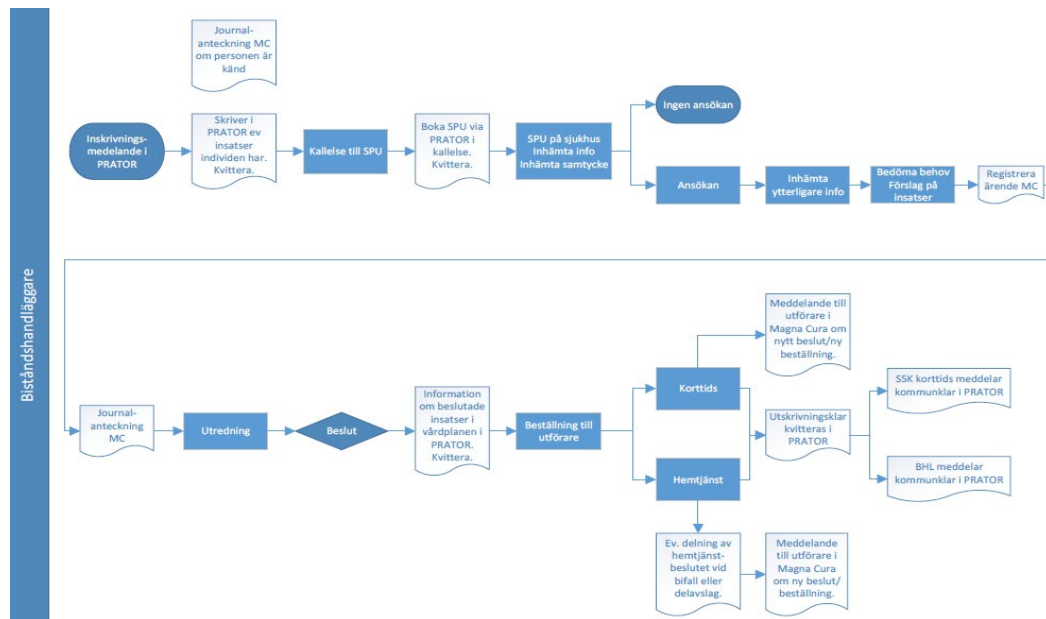 Biståndshandläggare
Journal-
anteckning MC
om personen är
känd
Inskrivnings-
medelande i
PRATOR
Skriver i
PRATOR ev
insatser
individen har.
Kvittera.
Kallelse till SPU
Boka SPU via
PRATOR i
kallelse.
Kvittera.
SPU på sjukhus
Inhämta info
Inhämta samtycke
Ingen ansökan
Ansökan
Inhämta
ytterligare info
Bedöma behov
Förslag på
insatser
Registrera
ärende MC
Journal-
anteckning
MC
Utredning
Beslut
Information
om beslutade
insatser i
vårdplanen i
PRATOR.
Kvittera.
Beställning till
utförare
Korttids
Meddelande till
utförare i
Magna Cura om
nytt beslut/ny
beställning.
Hemtjänst
Utskrivningsklar
kvitteras i
PRATOR
SSK korttids meddelar
kommunklar i PRATOR
BHL meddelar
kommunklar i PRATOR
Ev. delning av
hemtjänst-
beslutet vid
bifall eller
delavslag.
Meddelande
till utförare i
Magna Cura
om ny beslut/
beställning.